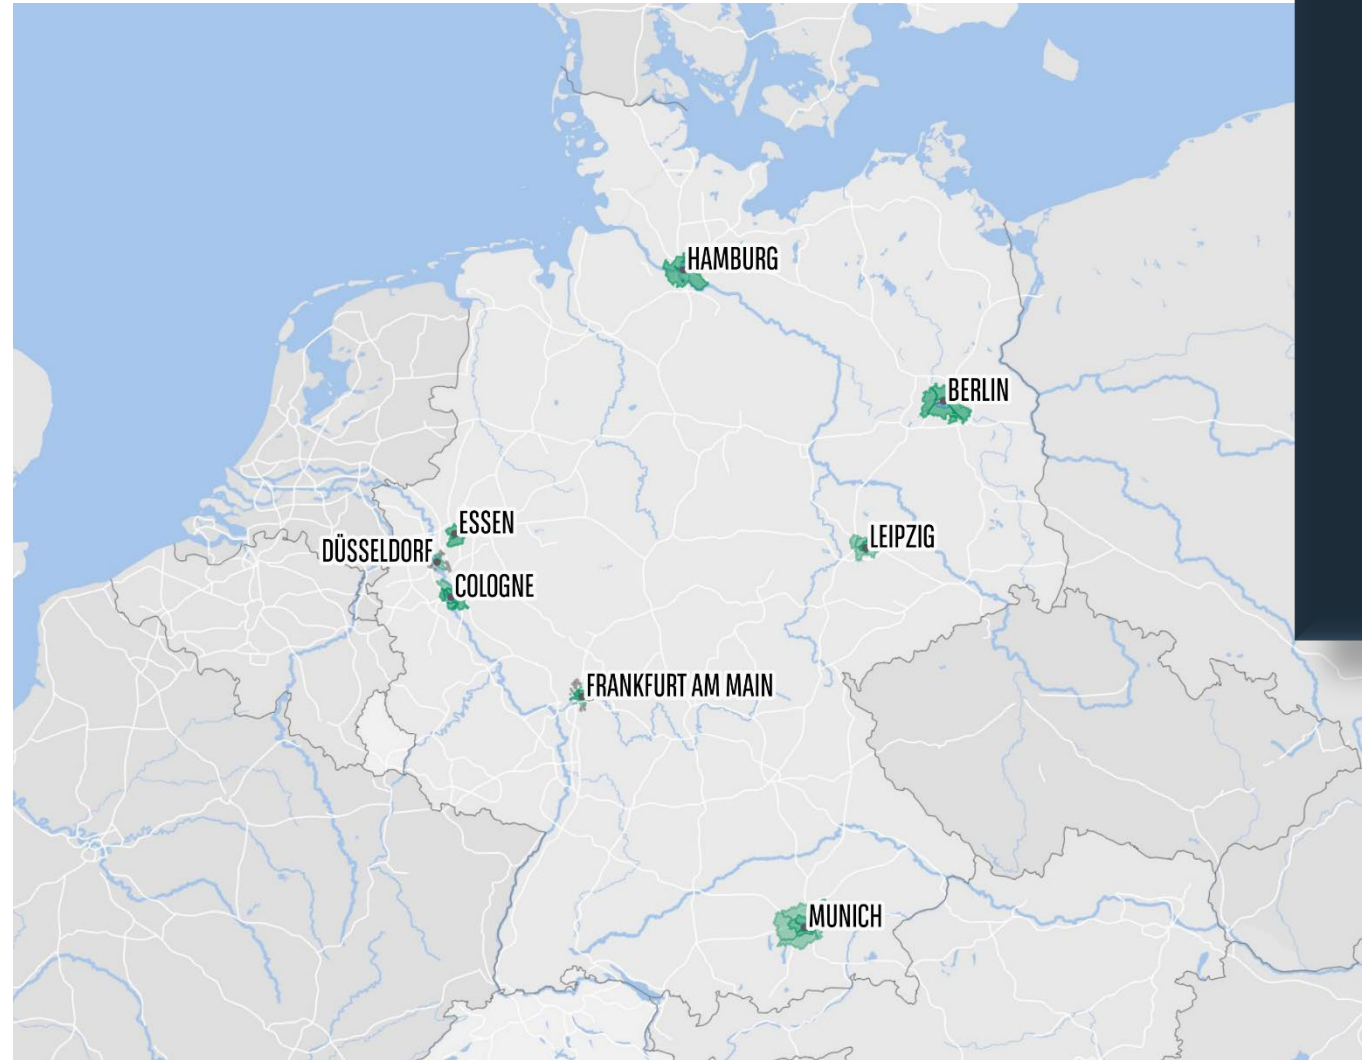 HAMBURG
BERLIN
ESSEN
LEIPZIG
DÜSSELDORF
COLOGNE
FRANKFURT AM MAIN
MUNICH